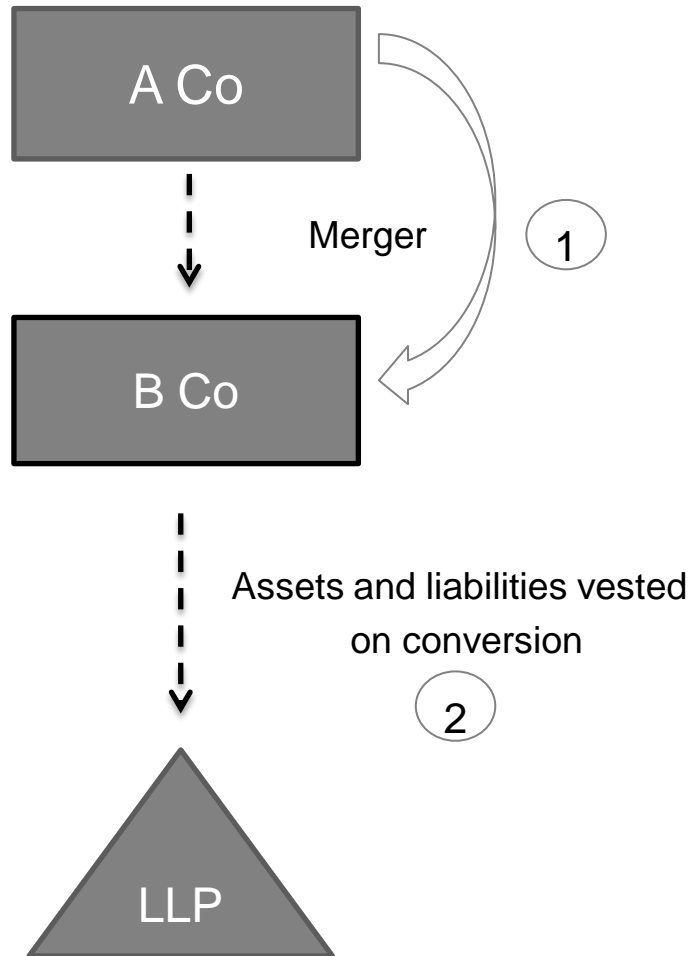 A Co
Merger
1
B Co
Assets and liabilities vested
on conversion
2
LLP